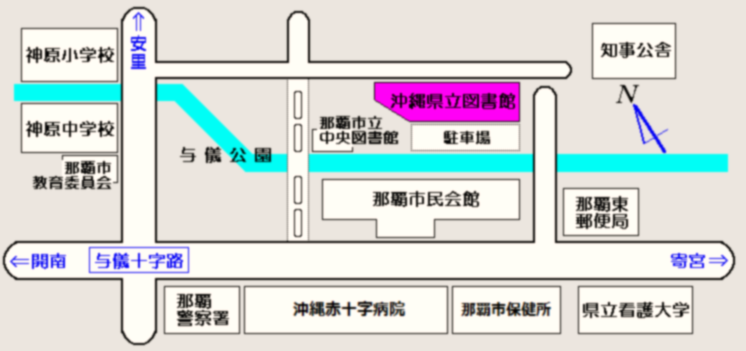 ⇑
安里
神原小学校
知事公舎
沖縄県立図書館
N
神原中学校
那覇市立
中央図書館
駐車場
与儀公園
那覇市
教育委員会
那覇市民会館
那覇東
郵便局
⇐開南
与儀十字路
寄宮⇒
那覇
警察署
沖縄赤十字病院
那覇市保健所
県立看護大学